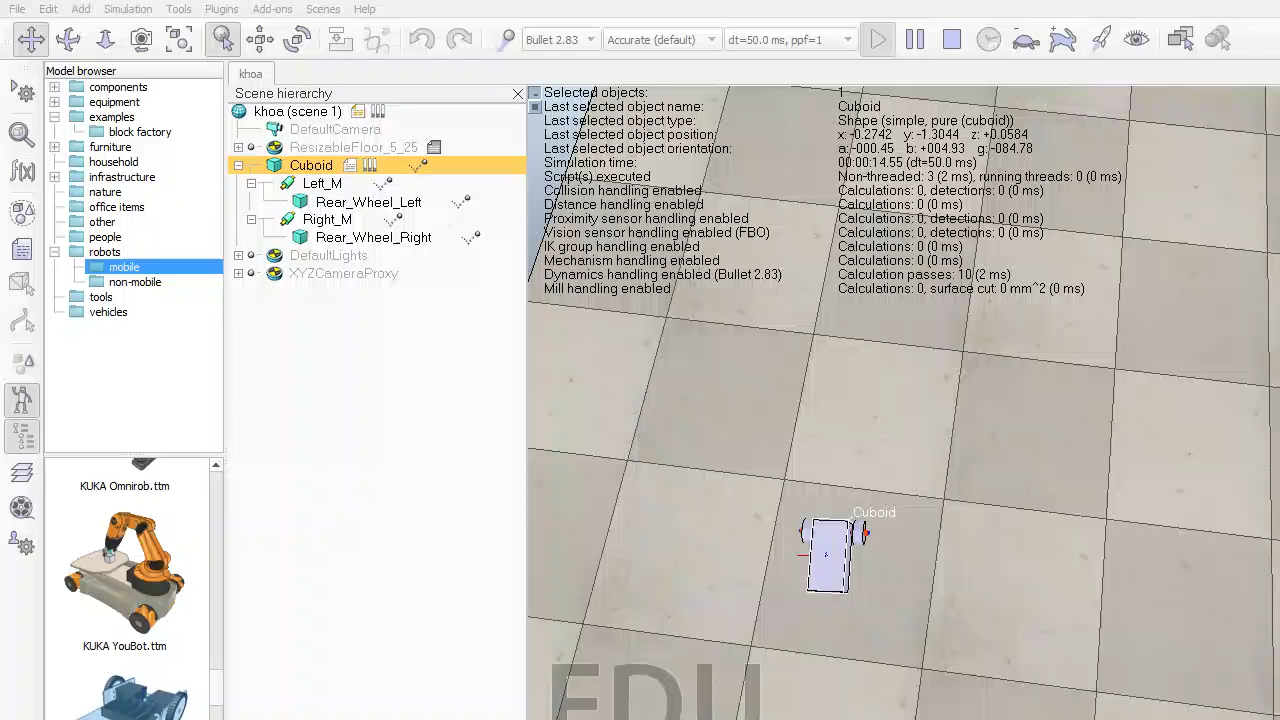 File Edit Add Simulation Tools Plugins Add-ons Scenes Help
Bullet 2.83 Accurate (default) dt=50.0 ms, ppf=1
Model browser
components
equipment
examples
block factory
furniture
household
infrastructure
nature
office items
other
people
robots
mobile
non-mobile
tools
vehicles
KUKA Omnirob.ttm
KUKA YouBot.ttm
khoa
Scene hierarchy
khoa (scene 1)
DefaultCamera
ResizableFloor_5_25
Cuboid
Left_M
Rear_Wheel_Left
Right_M
Rear_Wheel_Right
DefaultLights
XYZCameraProxy
Selected objects: 1
Last selected object name: Cuboid
Last selected object type: Shape (simple, pure (cuboid))
Last selected object position: x: -0.2742 y: -1.3044 z: +0.0584
Last selected object orientation: a: -000.45 b: +004.93 g: -084.78
Simulation time: 00:00:14.55 (dt=50.0 ms)
Script(s) executed Non-threaded: 3 (2 ms), running threads: 0 (0 ms)
Collision handling enabled Calculations: 0, detections: 0 (0 ms)
Distance handling enabled Calculations: 0 (0 ms)
Proximity sensor handling enabled Calculations: 0, detections: 0 (0 ms)
Vision sensor handling enabled (FBO) Calculations: 0, detections: 0 (0 ms)
IK group handling enabled Calculations: 0 (0 ms)
Mechanism handling enabled Calculations: 0 (0 ms)
Dynamics handling enabled (Bullet 2.83) Calculation passes: 10 (2 ms)
Mill handling enabled Calculations: 0, surface cut: 0 mm^2 (0 ms)
Cuboid
EDU